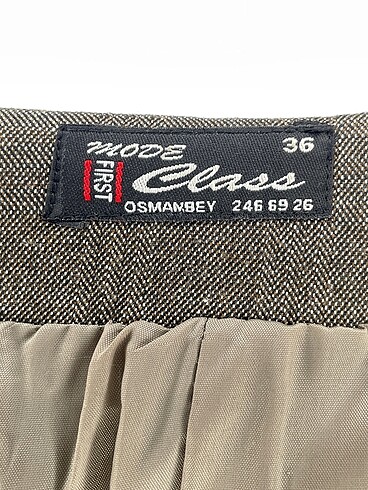 MODE 36
FIRST Class
OSMANBEY 246 69 26